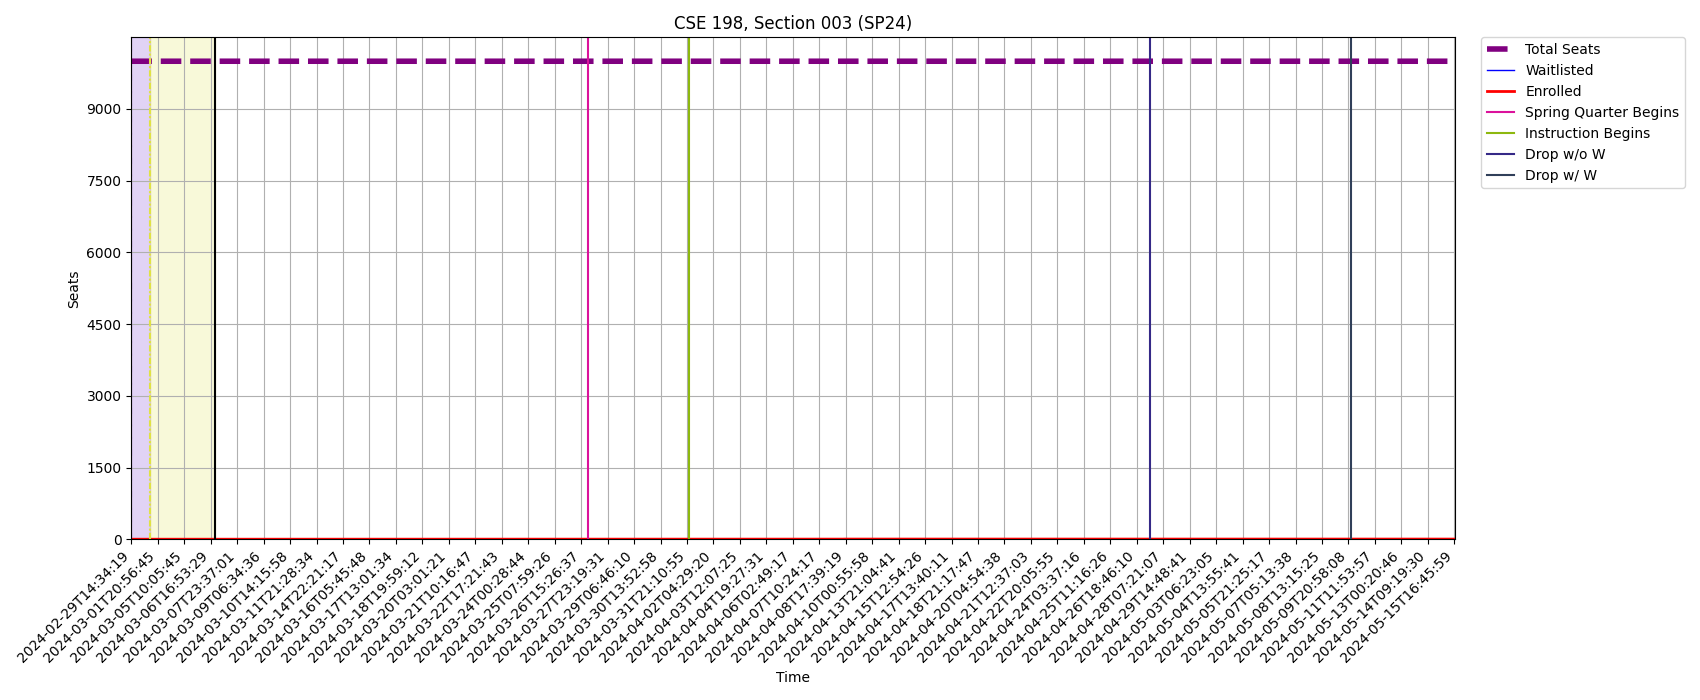 CSE 198, Section 003 (SP24)
Total Seats
Waitlisted
Enrolled
Spring Quarter Begins
Instruction Begins
Drop w/o W
Drop w/ W
9000
7500
6000
4500
3000
1500
0
Seats
2024-02-29T14:34:19
2024-03-01T20:56:45
2024-03-05T10:05:45
2024-03-06T16:53:29
2024-03-07T23:37:01
2024-03-09T06:34:36
2024-03-10T14:15:58
2024-03-11T21:28:34
2024-03-14T22:21:17
2024-03-16T05:45:48
2024-03-17T13:01:34
2024-03-18T19:59:12
2024-03-20T03:01:21
2024-03-21T10:16:47
2024-03-22T17:21:43
2024-03-24T00:28:44
2024-03-25T07:59:26
2024-03-26T15:26:37
2024-03-27T23:19:31
2024-03-29T06:46:10
2024-03-30T13:52:58
2024-03-31T21:10:55
2024-04-02T04:29:20
2024-04-03T12:07:25
2024-04-04T19:27:31
2024-04-06T02:49:17
2024-04-07T10:24:17
2024-04-08T17:39:19
2024-04-10T00:55:58
2024-04-13T21:04:41
2024-04-15T12:54:26
2024-04-17T13:40:11
2024-04-18T21:17:47
2024-04-20T04:54:38
2024-04-21T12:37:03
2024-04-22T20:05:55
2024-04-24T03:37:16
2024-04-25T11:16:26
2024-04-26T18:46:10
2024-04-28T07:21:07
2024-04-29T14:48:41
2024-05-03T06:23:05
2024-05-04T13:55:41
2024-05-05T21:25:17
2024-05-07T05:13:38
2024-05-08T13:15:25
2024-05-09T20:58:08
2024-05-11T11:53:57
2024-05-13T00:20:46
2024-05-14T09:19:30
2024-05-15T16:45:59
Time